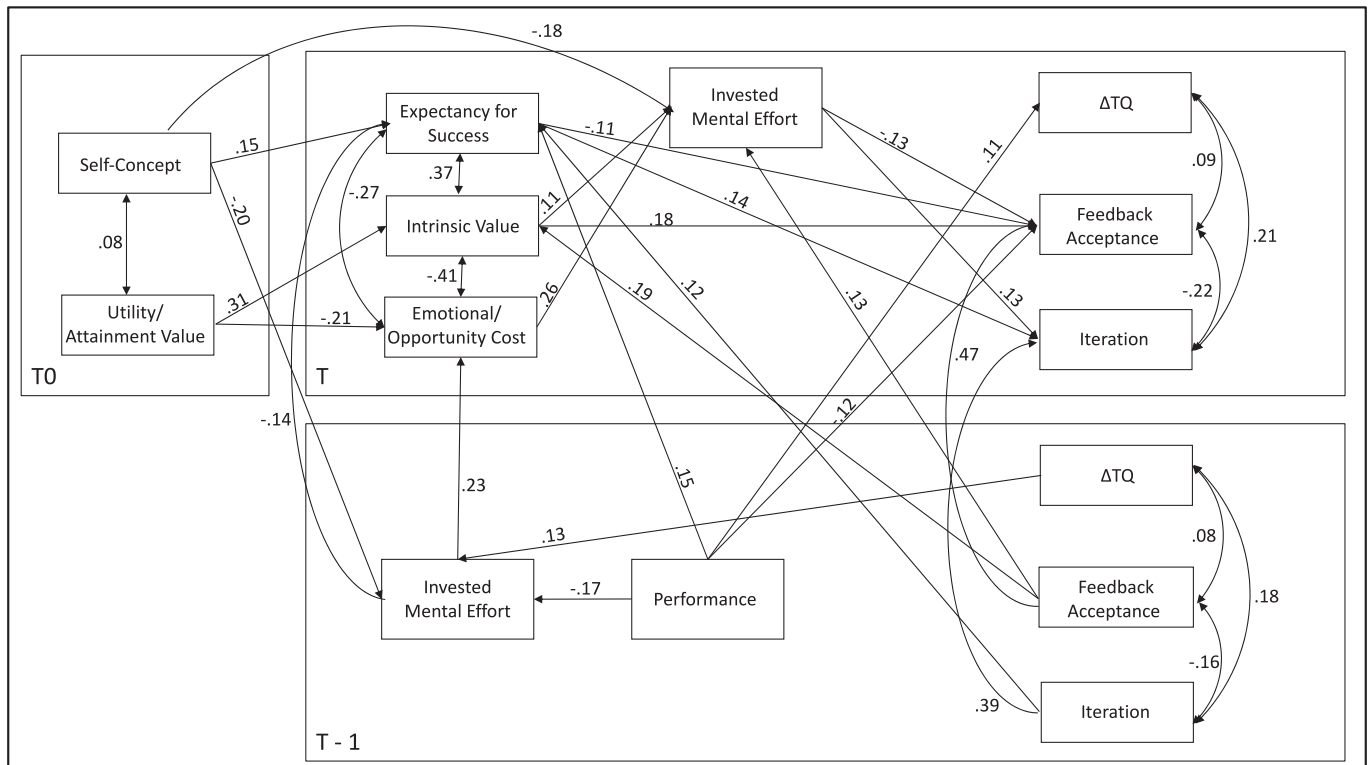 -.18
Self-Concept
.08
Utility/
Attainment Value
T0
.15
-.20
.31
-.21
Expectancy for
Success
.37
-.27
Intrinsic Value
-.41
Emotional/
Opportunity Cost
T
Invested
Mental Effort
.11
.26
-.11
.14
.18
-.13
.13
.11
ΔTQ
Feedback
Acceptance
Iteration
.09
-.22
.21
.19
.12
.13
.47
-.12
-.14
.23
.15
.13
Invested
Mental Effort
-.17
Performance
ΔTQ
Feedback
Acceptance
Iteration
.08
-.16
.18
.39
T - 1